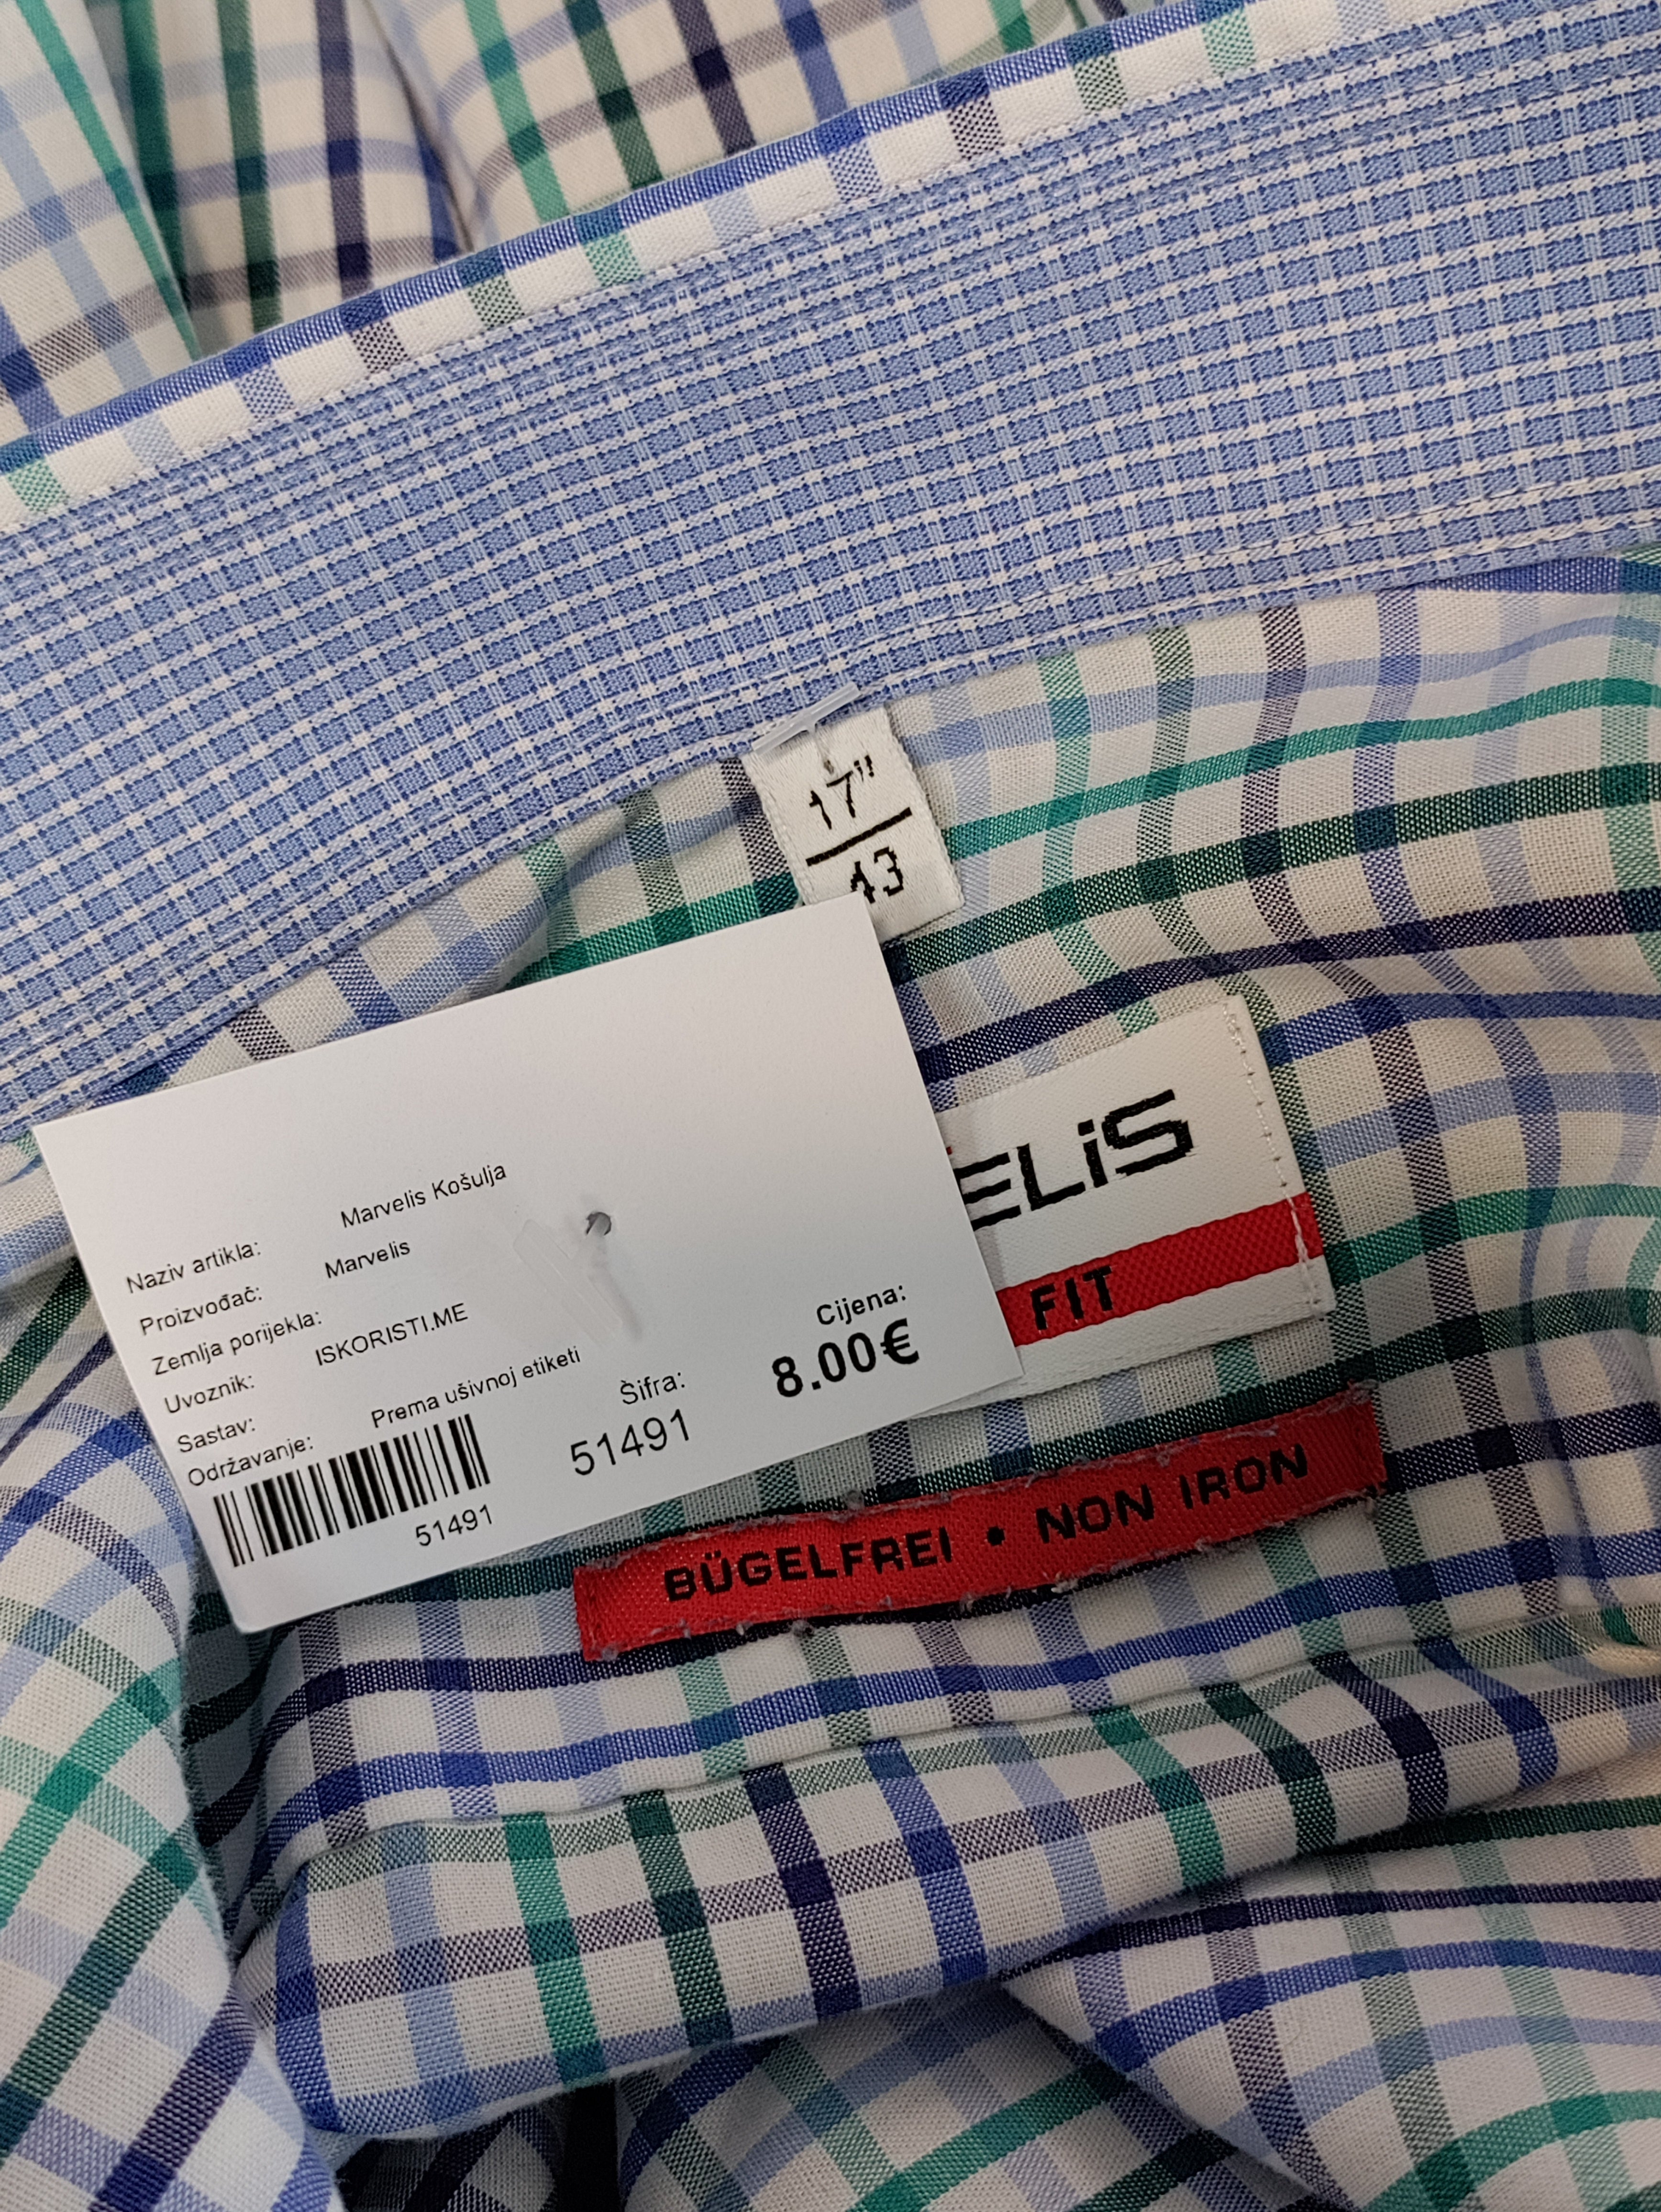 17"
43
ELiS
FIT
Naziv artikla: Marvelis Košulja
Proizvođač: Marvelis
Zemlja porijekla:
Uvoznik: ISKORISTI.ME
Sastav:
Održavanje: Prema ušivnoj etiketi
Šifra:
51491
Cijena:
8.00€
51491
BÜGELFREI • NON IRON